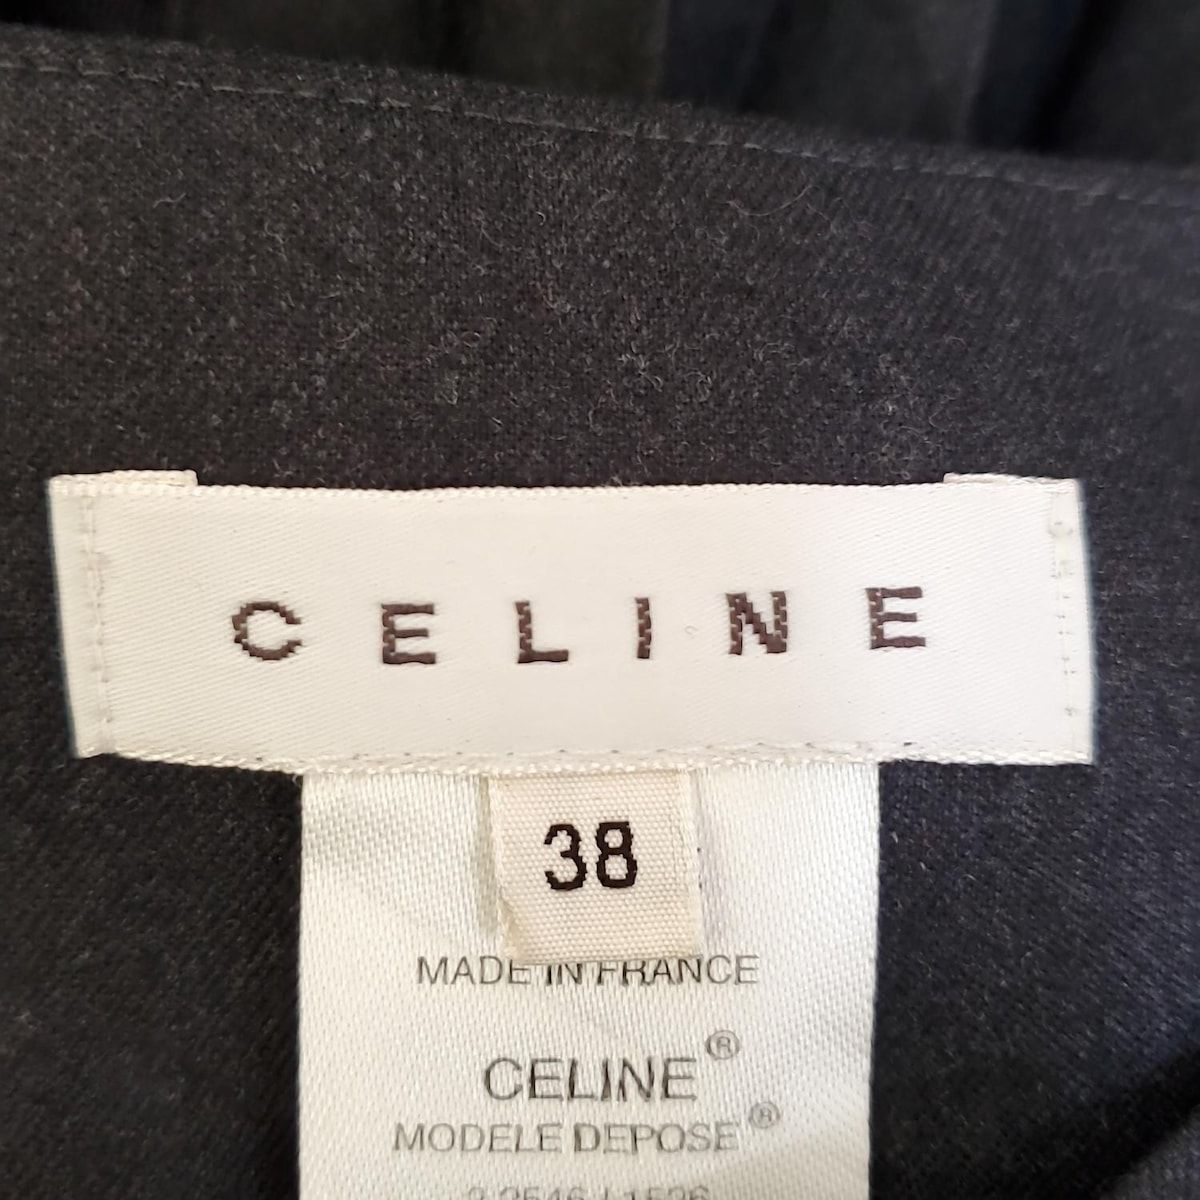 CELINE
38
MADE IN FRANCE
CELINE®
MODELE DEPOSE®